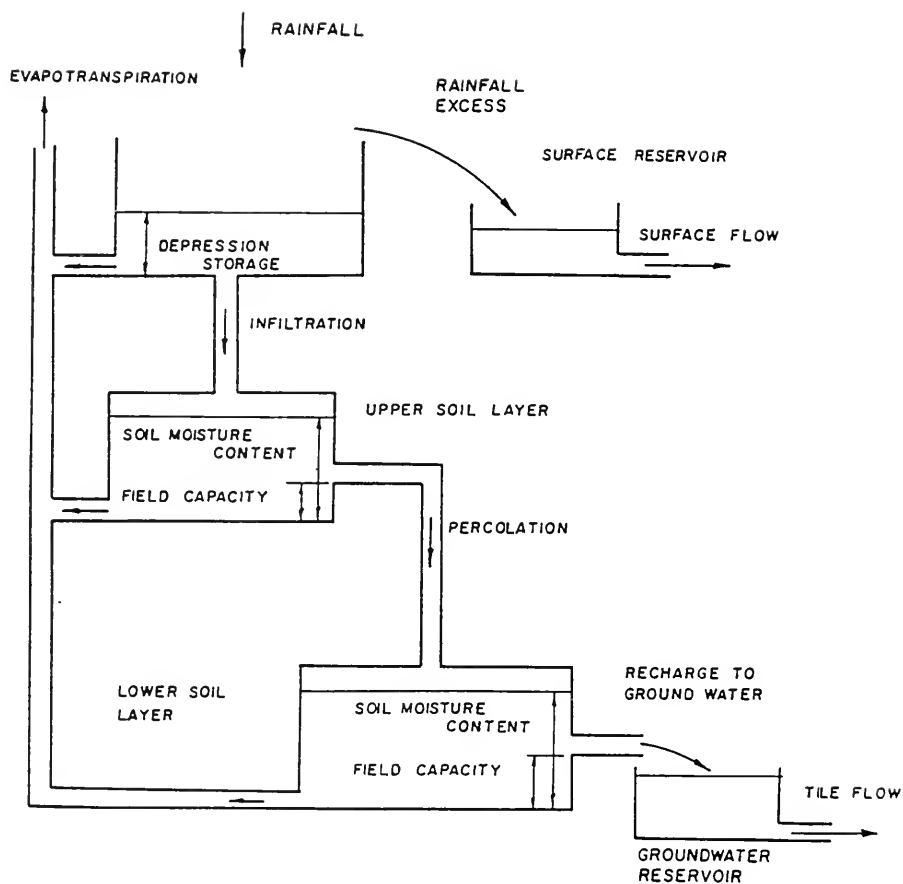 RAINFALL
EVAPOTRANSPIRATION
RAINFALL
EXCESS
SURFACE RESERVOIR
SURFACE FLOW
DEPRESSION
STORAGE
INFILTRATION
UPPER SOIL LAYER
SOIL MOISTURE
CONTENT
FIELD CAPACITY
PERCOLATION
RECHARGE TO
GROUND WATER
LOWER SOIL
LAYER
SOIL MOISTURE
CONTENT
FIELD CAPACITY
TILE FLOW
GROUNDWATER
RESERVOIR